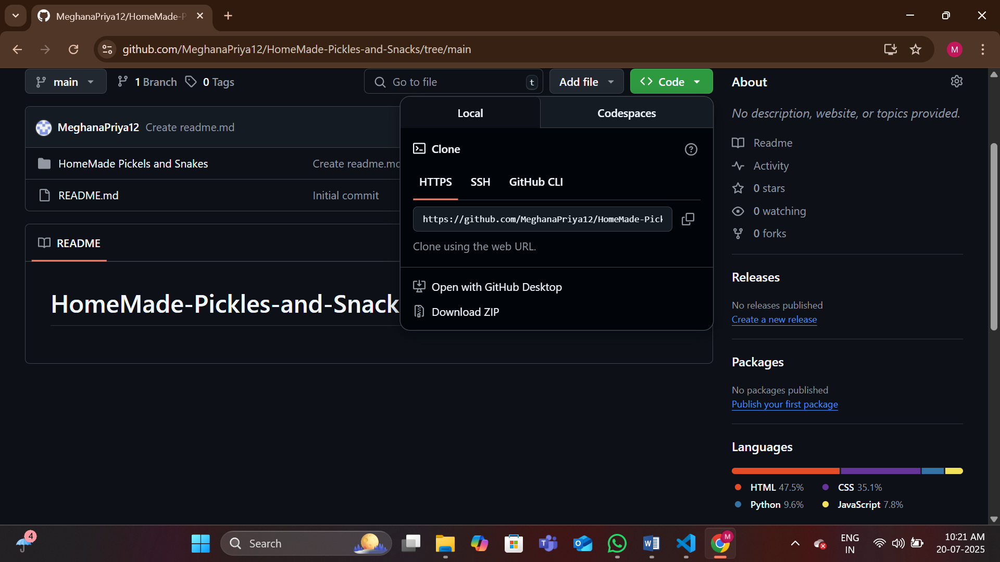 MeghanaPriya12/HomeMade-P
github.com/MeghanaPriya12/HomeMade-Pickles-and-Snacks/tree/main
M
main
1 Branch
0 Tags
Go to file
t
Add file
Code
MeghanaPriya12 Create readme.md
HomeMade Pickels and Snakes
Create readme.md
README.md
Initial commit
README
HomeMade-Pickles-and-Snack
Local
Codespaces
Clone
HTTPS
SSH
GitHub CLI
https://github.com/MeghanaPriya12/HomeMade-Pick
Clone using the web URL.
Open with GitHub Desktop
Download ZIP
About
No description, website, or topics provided.
Readme
Activity
0 stars
0 watching
0 forks
Releases
No releases published
Create a new release
Packages
No packages published
Publish your first package
Languages
HTML 47.5%
CSS 35.1%
Python 9.6%
JavaScript 7.8%
4
Search
M
ENG
IN
10:21 AM
20-07-2025